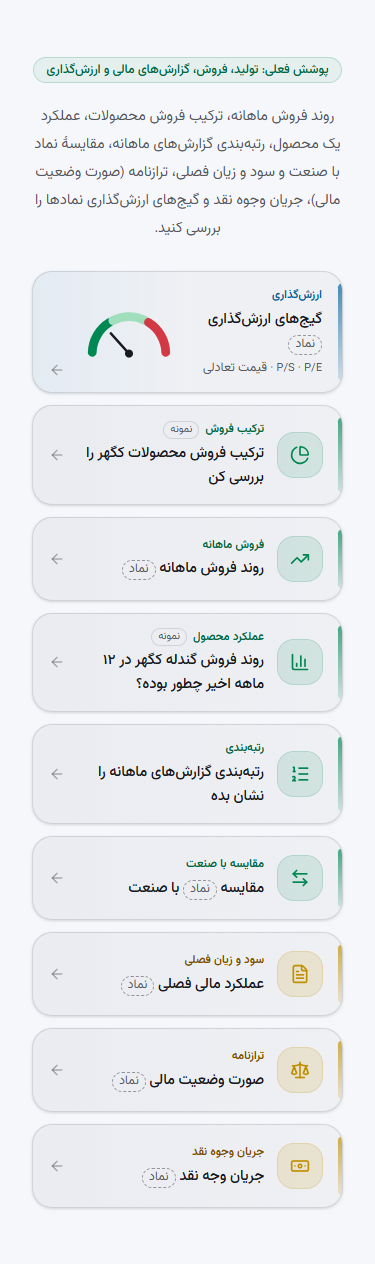 پوشش فعلی: تولید، فروش، گزارش‌های مالی و ارزش‌گذاری
روند فروش ماهانه، ترکیب فروش محصولات، عملکرد
یک محصول، رتبه‌بندی گزارش‌های ماهانه، مقایسهٔ نماد
با صنعت و سود و زیان فصلی، ترازنامه (صورت وضعیت
مالی)، جریان وجوه نقد و گیج‌های ارزش‌گذاری نمادها را
بررسی کنید.
ارزش‌گذاری
گیج‌های ارزش‌گذاری
نماد
P/S · P/E · قیمت تعادلی
ترکیب فروش نمونه
ترکیب فروش محصولات کگهر را
بررسی کن
فروش ماهانه
روند فروش ماهانه نماد
عملکرد محصول نمونه
روند فروش گندله کگهر در ۱۲
ماهه اخیر چطور بوده؟
رتبه‌بندی
رتبه‌بندی گزارش‌های ماهانه را
نشان بده
مقایسه با صنعت
مقایسه نماد با صنعت
سود و زیان فصلی
عملکرد مالی فصلی نماد
ترازنامه
صورت وضعیت مالی نماد
جریان وجوه نقد
جریان وجه نقد نماد